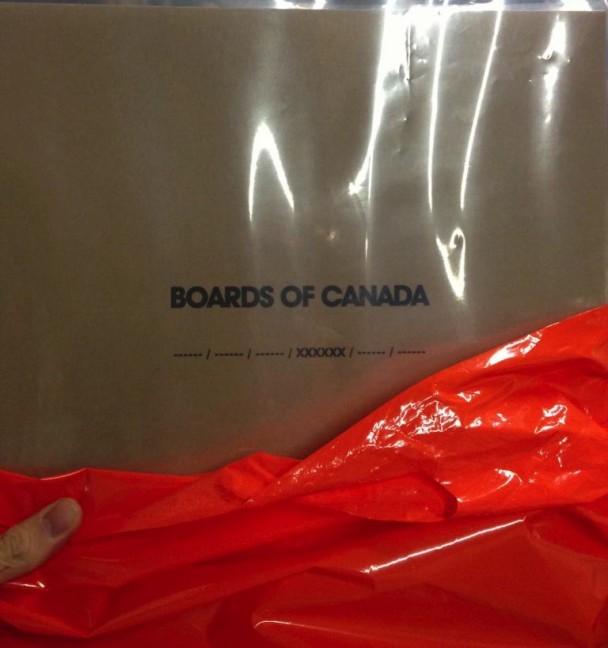 BOARDS OF CANADA
------ / ------ / ------ / XXXXXX / ------ / ------